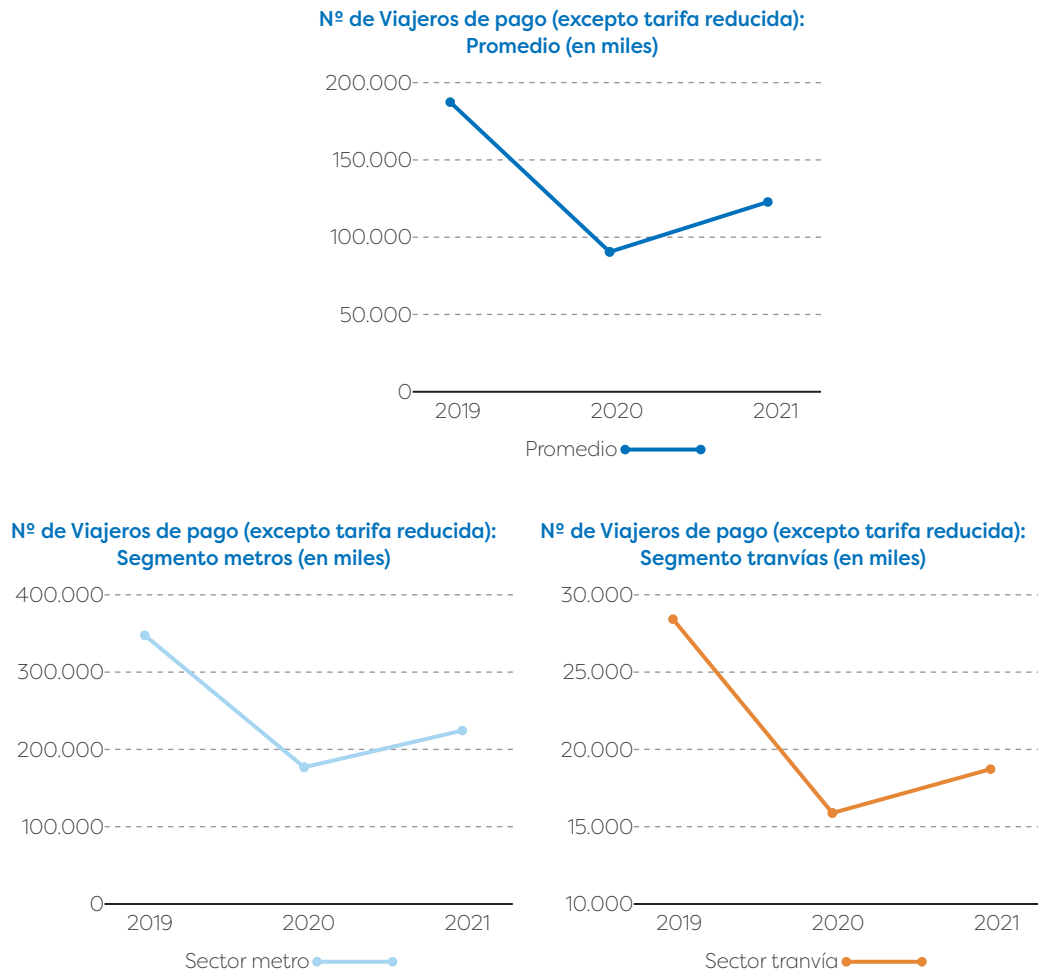 Nº de Viajeros de pago (excepto tarifa reducida):
Promedio (en miles)
200.000
150.000
100.000
50.000
0
2019 2020 2021
Promedio
Nº de Viajeros de pago (excepto tarifa reducida):
Segmento metros (en miles)
400.000
300.000
200.000
100.000
0
2019 2020 2021
Sector metro
Nº de Viajeros de pago (excepto tarifa reducida):
Segmento tranvías (en miles)
30.000
25.000
20.000
15.000
10.000
2019 2020 2021
Sector tranvía